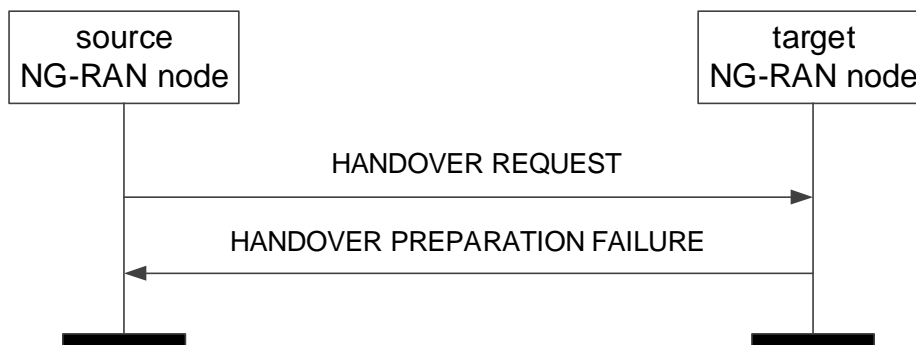 source
NG-RAN node
target
NG-RAN node
HANDOVER REQUEST
HANDOVER PREPARATION FAILURE